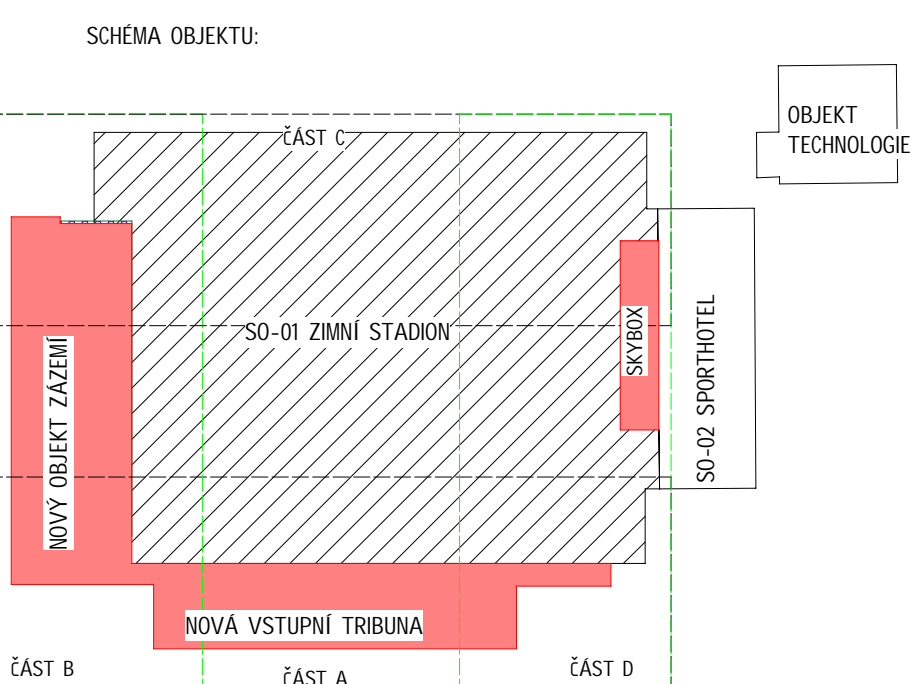 SCHÉMA OBJEKTU:
OBJEKT
TECHNOLOGIE
ČÁST C
SO-01 ZIMNÍ STADION
SKYBOX
SO-02 SPORTHOTEL
NOVÝ OBJEKT ZÁZEMÍ
NOVÁ VSTUPNÍ TRIBUNA
ČÁST B
ČÁST A
ČÁST D